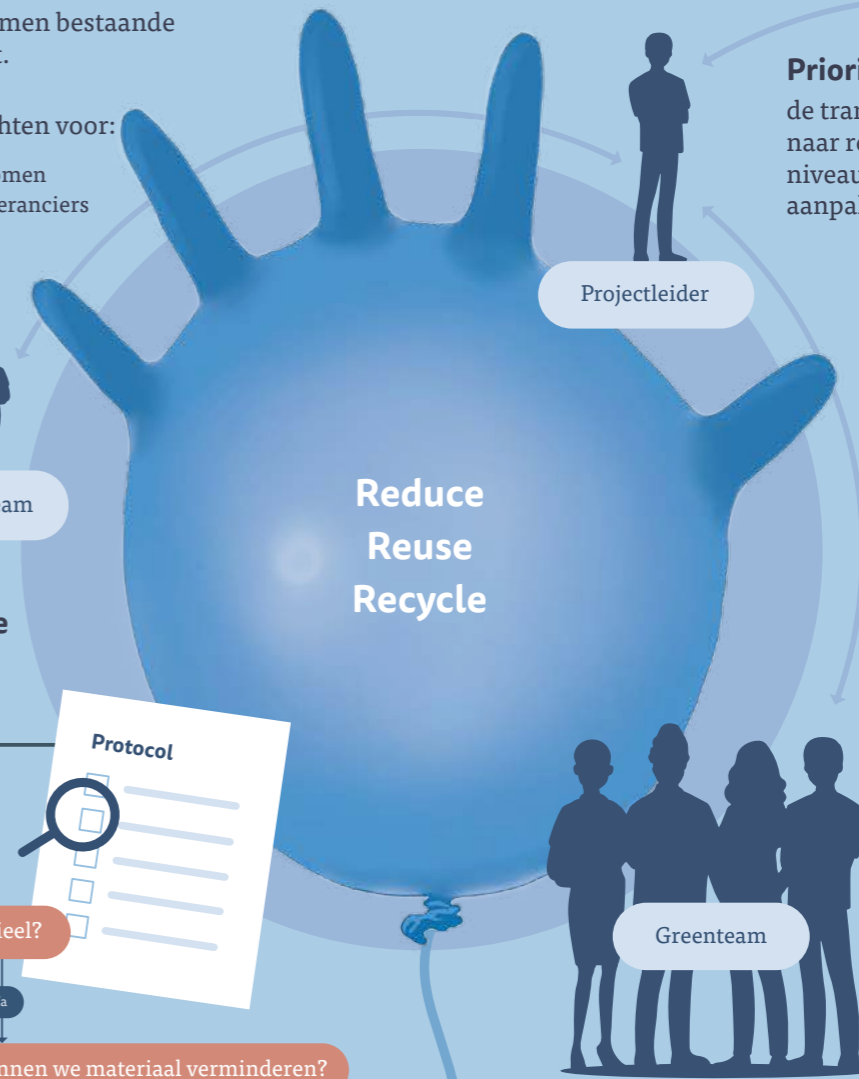 men bestaande
hten voor:
omen
eranciers
Priori
de tran
naar re
niveau
aanpal
Projectleider
Reduce
Reuse
Recycle
am
e
Protocol
ieel?
a
nnen we materiaal verminderen?
Greenteam